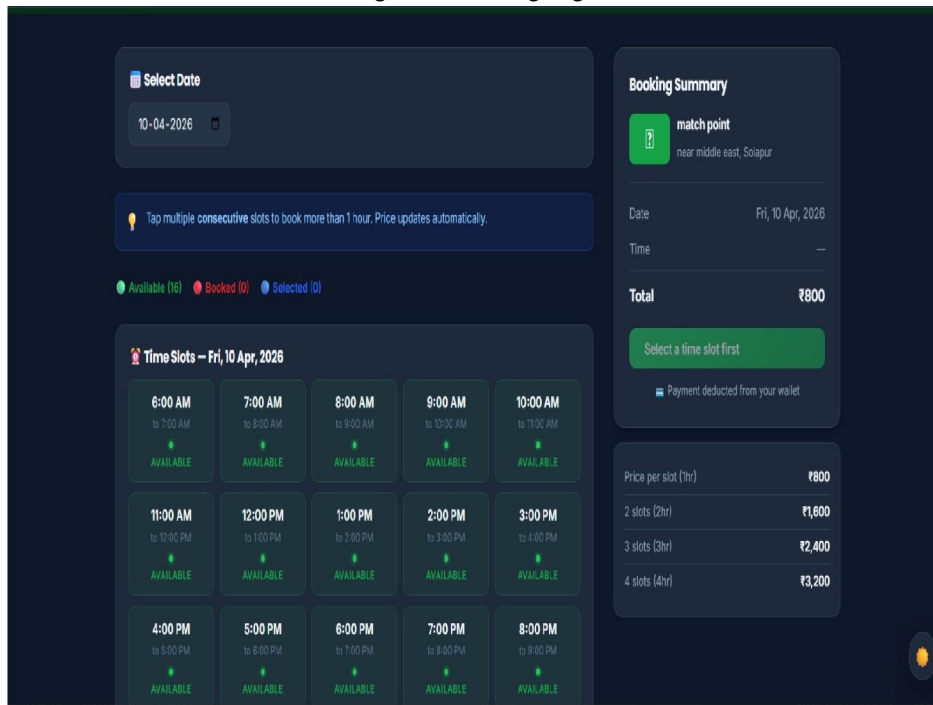 Select Date
10-04-2026
Tap multiple consecutive slots to book more than 1 hour. Price updates automatically.
Available (16) Booked (0) Selected (0)
Time Slots — Fri, 10 Apr, 2026
6:00 AM 7:00 AM 8:00 AM 9:00 AM 10:00 AM
to 7:00 AM to 8:00 AM to 9:00 AM to 10:00 AM to 11:00 AM
AVAILABLE AVAILABLE AVAILABLE AVAILABLE AVAILABLE
11:00 AM 12:00 PM 1:00 PM 2:00 PM 3:00 PM
to 12:00 PM to 1:00 PM to 2:00 PM to 3:00 PM to 4:00 PM
AVAILABLE AVAILABLE AVAILABLE AVAILABLE AVAILABLE
4:00 PM 5:00 PM 6:00 PM 7:00 PM 8:00 PM
to 5:00 PM to 6:00 PM to 7:00 PM to 8:00 PM to 9:00 PM
AVAILABLE AVAILABLE AVAILABLE AVAILABLE AVAILABLE
Booking Summary
match point
near middle east, Solapur
Date Fri, 10 Apr, 2026
Time —
Total ₹800
Select a time slot first
Payment deducted from your wallet
Price per slot (1hr) ₹800
2 slots (2hr) ₹1,600
3 slots (3hr) ₹2,400
4 slots (4hr) ₹3,200